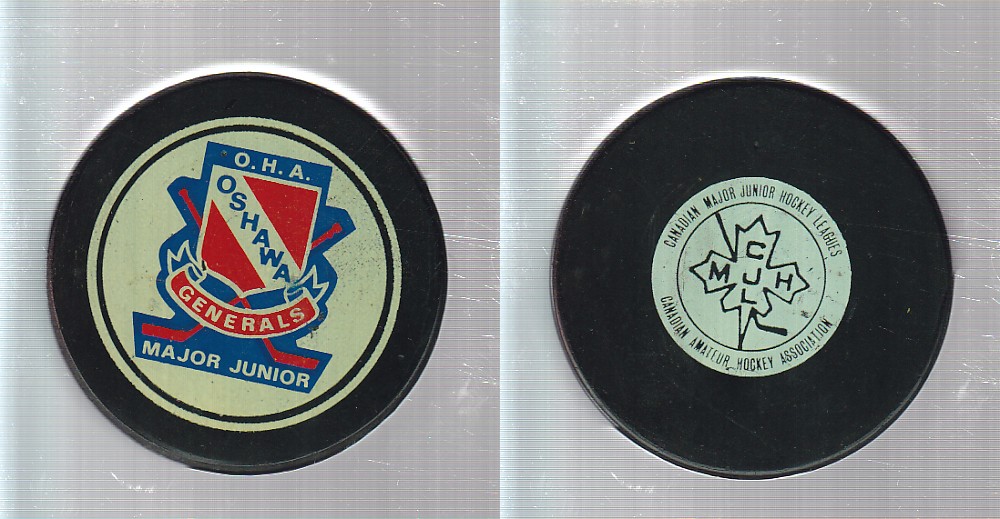 O.H.A.
OSHAWA
GENERALS
MAJOR JUNIOR
CANADIAN MAJOR JUNIOR HOCKEY LEAGUES
C
M J H
L
CANADIAN AMATEUR HOCKEY ASSOCIATION